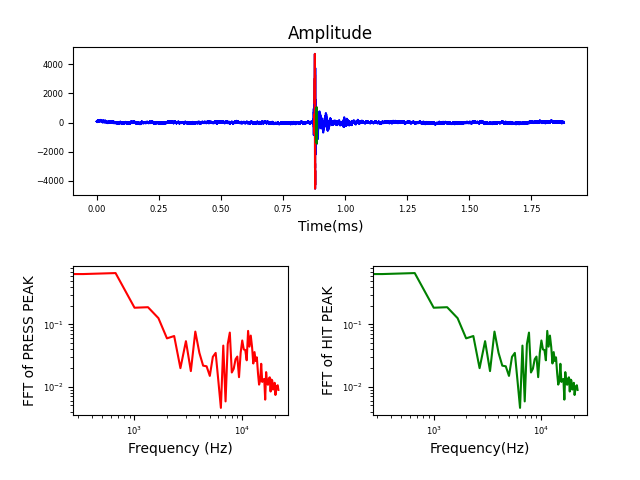 Amplitude
4000
2000
0
−2000
−4000
0.00 0.25 0.50 0.75 1.00 1.25 1.50 1.75
Time(ms)
FFT of PRESS PEAK
10⁻¹
10⁻²
10³ 10⁴
Frequency (Hz)
FFT of HIT PEAK
10⁻¹
10⁻²
10³ 10⁴
Frequency(Hz)